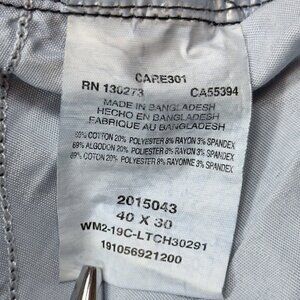 CARE301
RN 130273 CA55394
MADE IN BANGLADESH
HECHO EN BANGLADESH
FABRIQUE AU BANGLADESH
69% COTTON 20% POLYESTER 8% RAYON 3% SPANDEX
69% ALGODON 20% POLIESTER 8% RAYON 3% SPANDEX
69% COTON 20% POLYESTER 8% RAYONNE 3% SPANDEX
2015043
40 X 30
WM2-19C-LTCH30291
191056921200